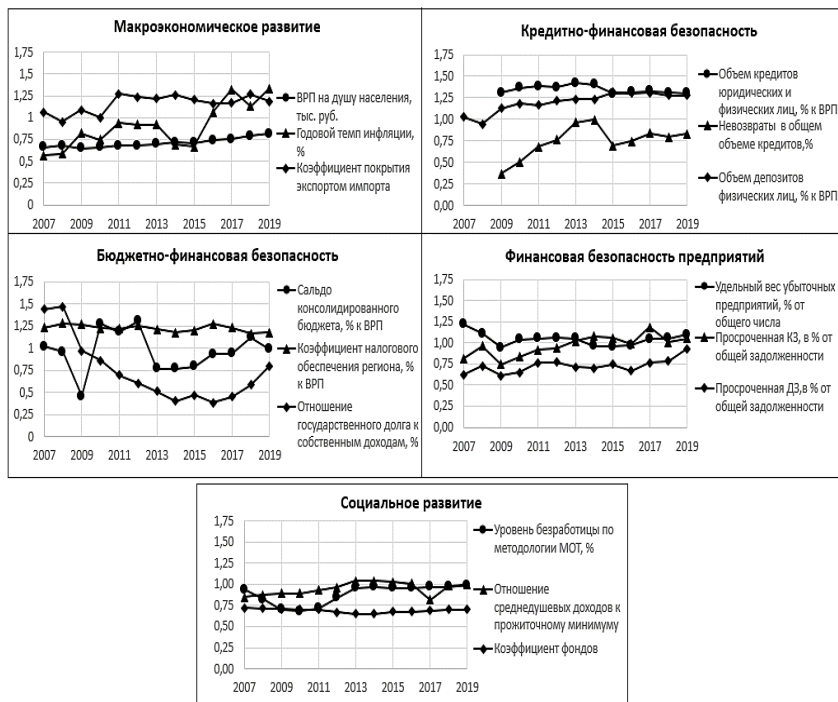 Макроэкономическое развитие
1,75
1,5
1,25
1
0,75
0,5
0,25
0
2007 2009 2011 2013 2015 2017 2019
ВРП на душу населения,
тыс. руб.
Годовой темп инфляции,
%
Коэффициент покрытия
экспортом импорта
Кредитно-финансовая безопасность
1,75
1,50
1,25
1,00
0,75
0,50
0,25
0,00
2007 2009 2011 2013 2015 2017 2019
Объем кредитов
юридических и
физических лиц, % к ВРП
Невозвраты в общем
объеме кредитов,%
Объем депозитов
физических лиц, % к ВРП
Бюджетно-финансовая безопасность
1,75
1,5
1,25
1
0,75
0,5
0,25
0
2007 2009 2011 2013 2015 2017 2019
Сальдо
консолидированного
бюджета, % к ВРП
Коэффициент налогового
обеспечения региона, %
к ВРП
Отношение
государственного долга к
собственным доходам, %
Финансовая безопасность предприятий
1,75
1,50
1,25
1,00
0,75
0,50
0,25
0,00
2007 2009 2011 2013 2015 2017 2019
Удельный вес убыточных
предприятий, % от
общего числа
Просроченная КЗ, в % от
общей задолженности
Просроченная ДЗ,в % от
общей задолженности
Социальное развитие
1,75
1,50
1,25
1,00
0,75
0,50
0,25
0,00
2007 2009 2011 2013 2015 2017 2019
Уровень безработицы по
методологии МОТ, %
Отношение
среднедушевых доходов к
прожиточному минимуму
Коэффициент фондов